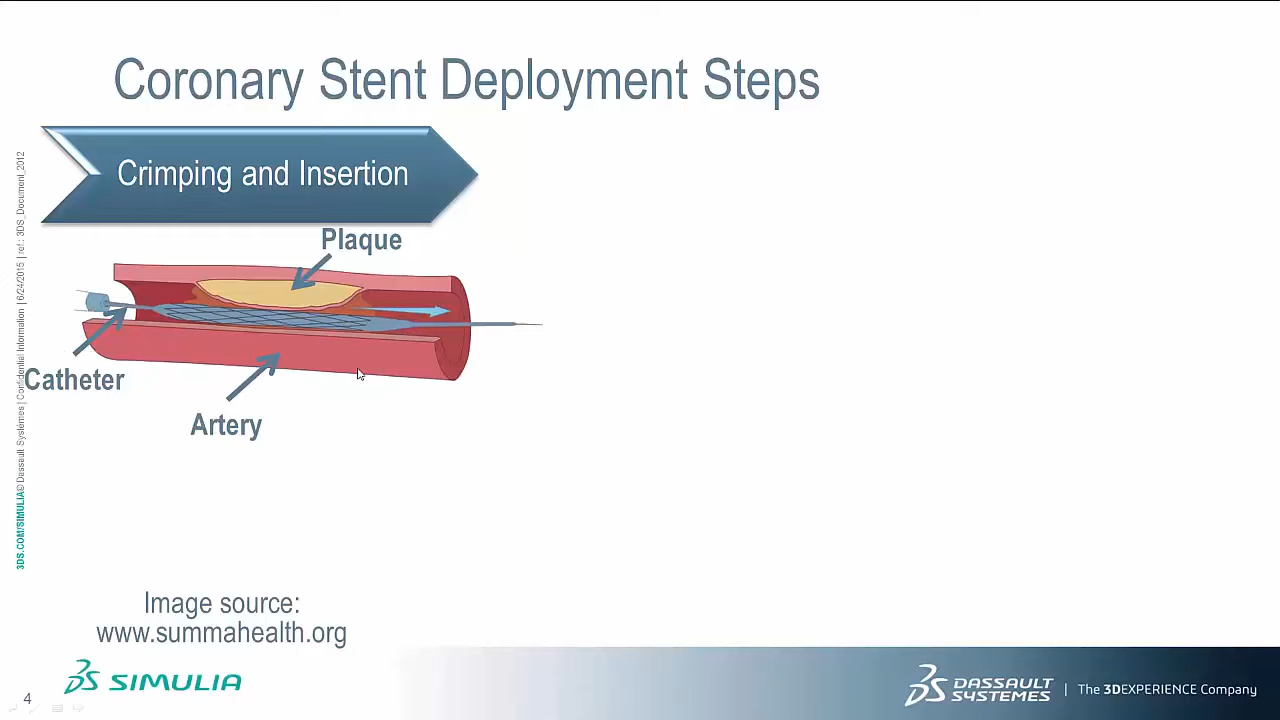 Coronary Stent Deployment Steps
Crimping and Insertion
Plaque
Catheter
Artery
3DS.COM/SIMULIA© Dassault Systèmes | Confidential Information | 6/24/2015 | ref.: 3DS_Document_2012
Image source:
www.summahealth.org
4
SIMULIA
DASSAULT
SYSTEMES
The 3DEXPERIENCE Company